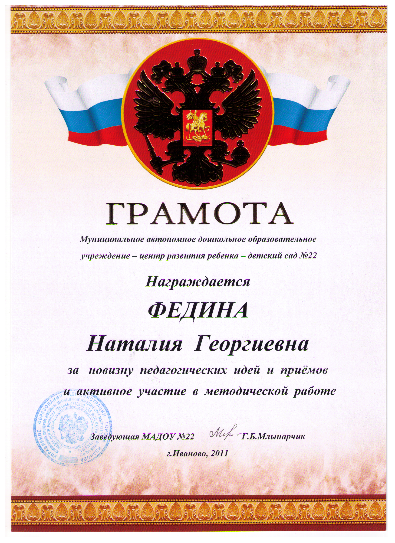 ГРАМОТА
Муниципальное автономное дошкольное образовательное
учреждение – центр развития ребенка – детский сад №22
Награждается
ФЕДИНА
Наталия Георгиевна
за новизну педагогических идей и приёмов
и активное участие в методической работе
Заведующая МАДОУ №22 Г.Б.Млынарчик
г.Иваново, 2011